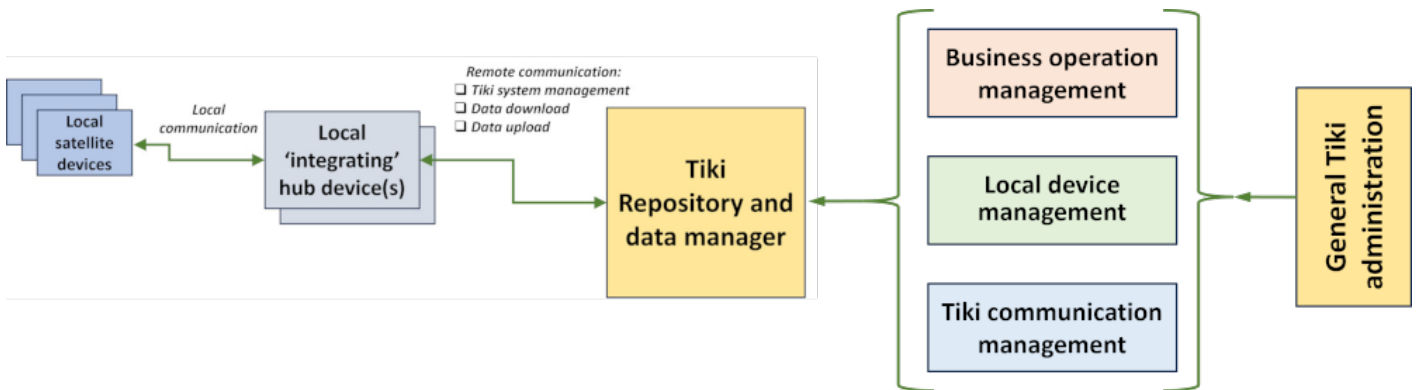 Local
satellite
devices
Local
communication
Local
‘integrating’
hub device(s)
Remote communication:
❑ Tiki system management
❑ Data download
❑ Data upload
Tiki
Repository and
data manager
Business operation
management
Local device
management
Tiki communication
management
General Tiki
administration